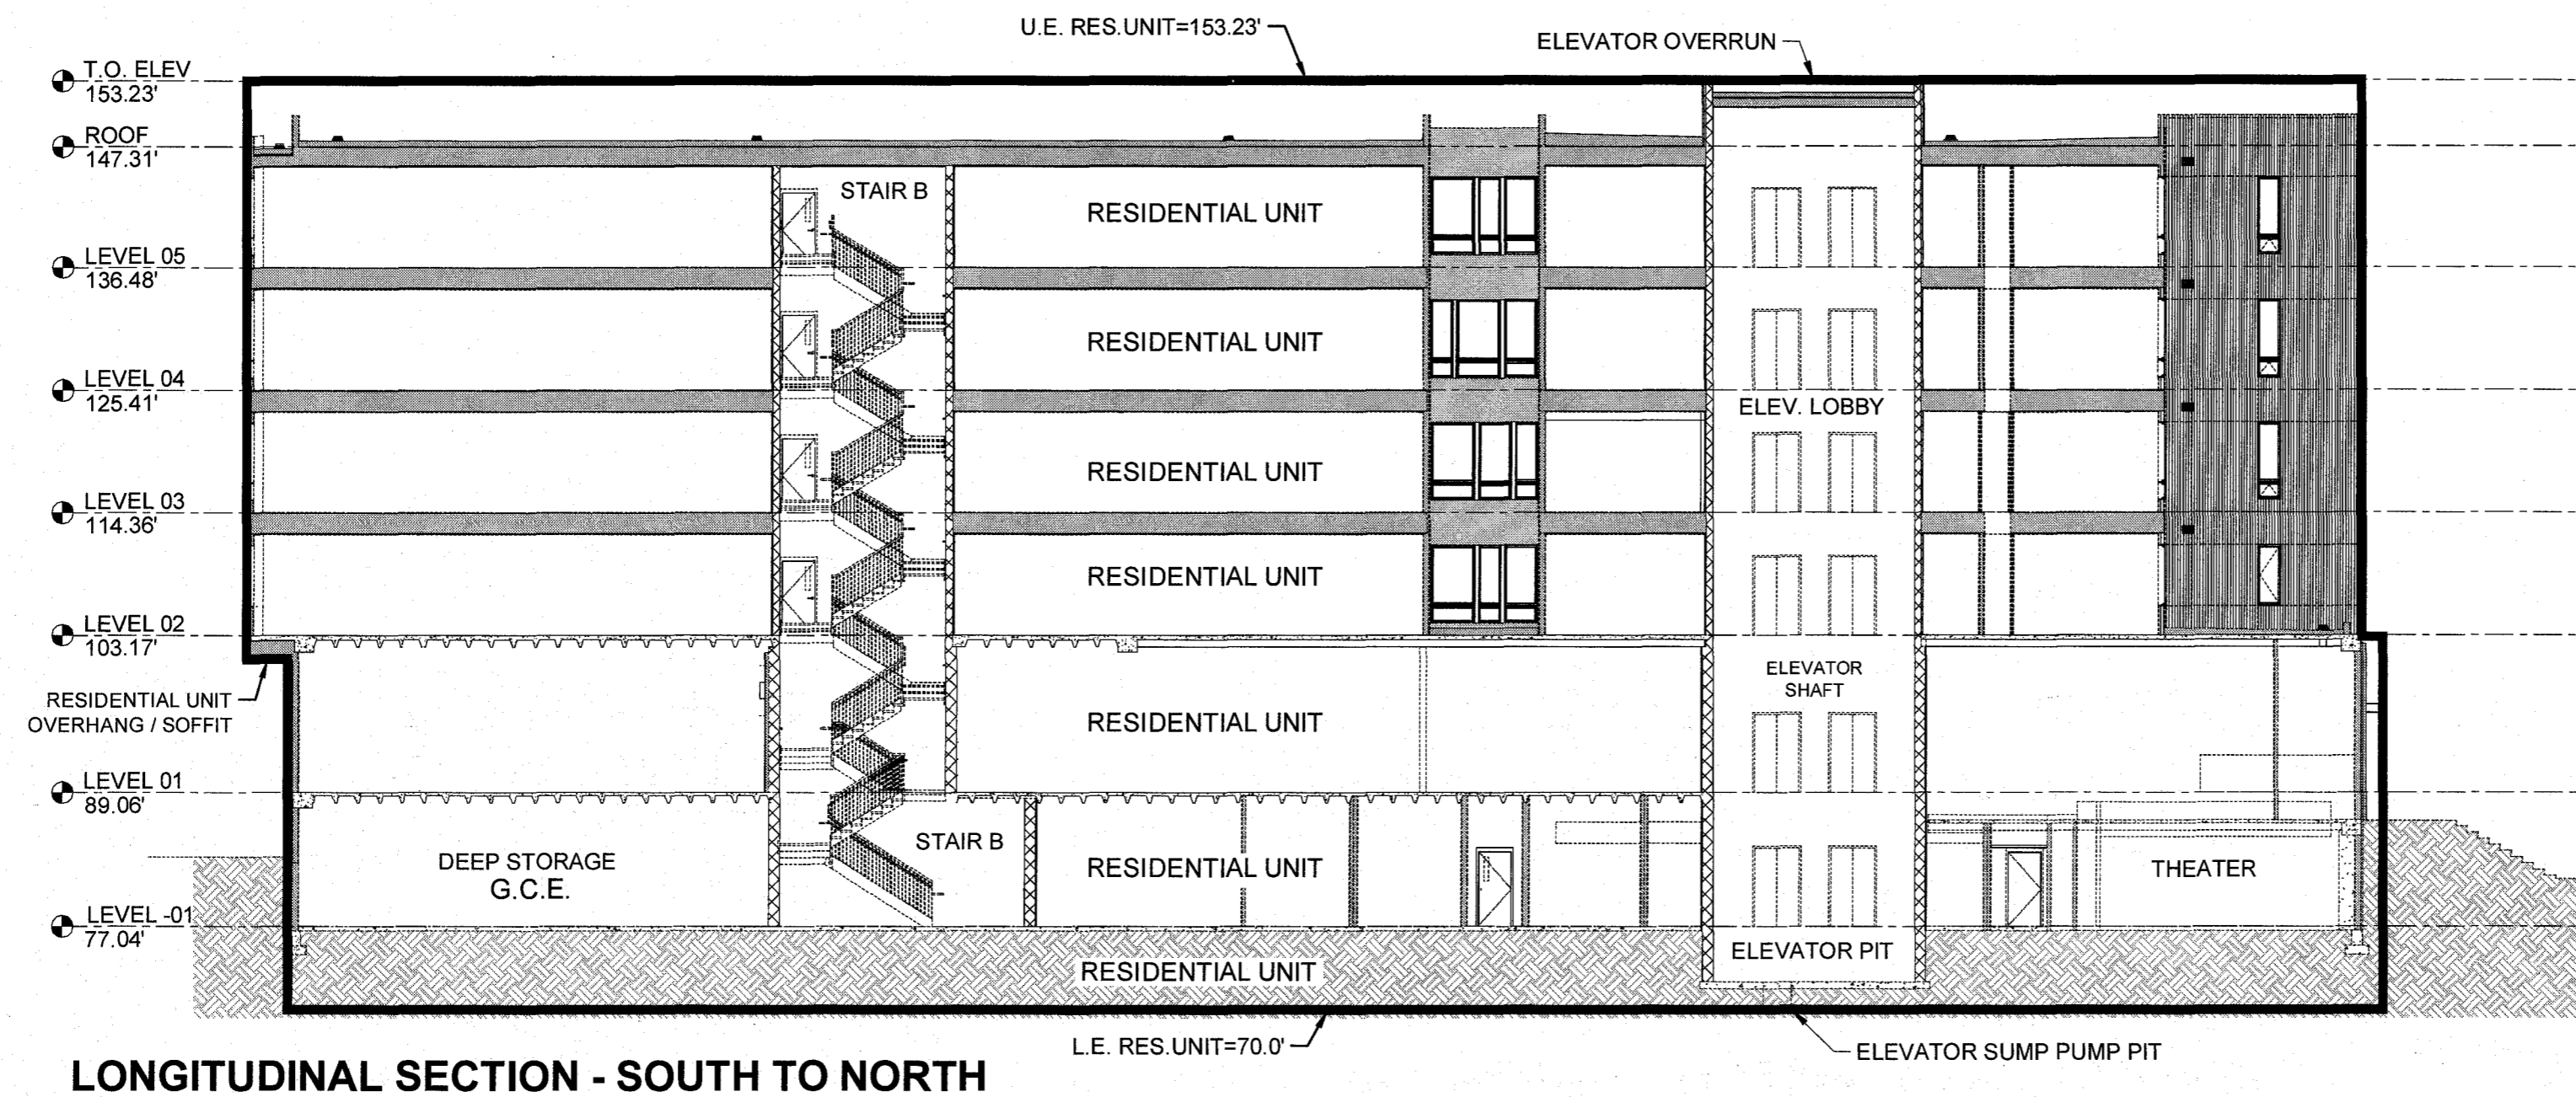 U.E. RES.UNIT=153.23'
ELEVATOR OVERRUN
T.O. ELEV
153.23'
ROOF
147.31'
STAIR B
RESIDENTIAL UNIT
LEVEL 05
136.48'
RESIDENTIAL UNIT
LEVEL 04
125.41'
ELEV. LOBBY
RESIDENTIAL UNIT
LEVEL 03
114.36'
RESIDENTIAL UNIT
LEVEL 02
103.17'
ELEVATOR
SHAFT
RESIDENTIAL UNIT
OVERHANG / SOFFIT
RESIDENTIAL UNIT
LEVEL 01
89.06'
STAIR B
DEEP STORAGE
G.C.E.
RESIDENTIAL UNIT
THEATER
LEVEL -01
77.04'
ELEVATOR PIT
RESIDENTIAL UNIT
L.E. RES.UNIT=70.0'
ELEVATOR SUMP PUMP PIT
LONGITUDINAL SECTION - SOUTH TO NORTH